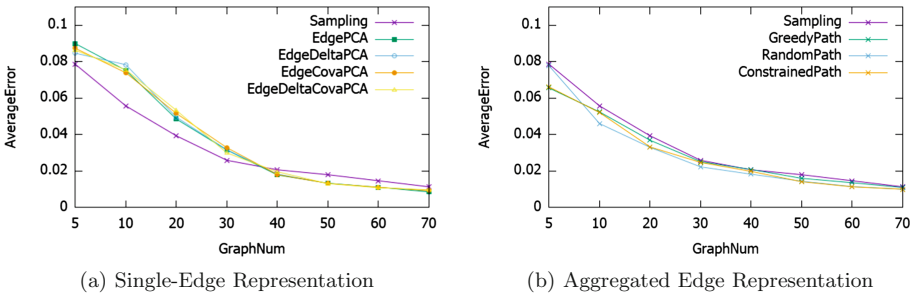 0.1
0.08
0.06
0.04
0.02
0
AverageError
5 10 20 30 40 50 60 70
GraphNum
Sampling
EdgePCA
EdgeDeltaPCA
EdgeCovaPCA
EdgeDeltaCovaPCA
(a) Single-Edge Representation
0.1
0.08
0.06
0.04
0.02
0
AverageError
5 10 20 30 40 50 60 70
GraphNum
Sampling
GreedyPath
RandomPath
ConstrainedPath
(b) Aggregated Edge Representation